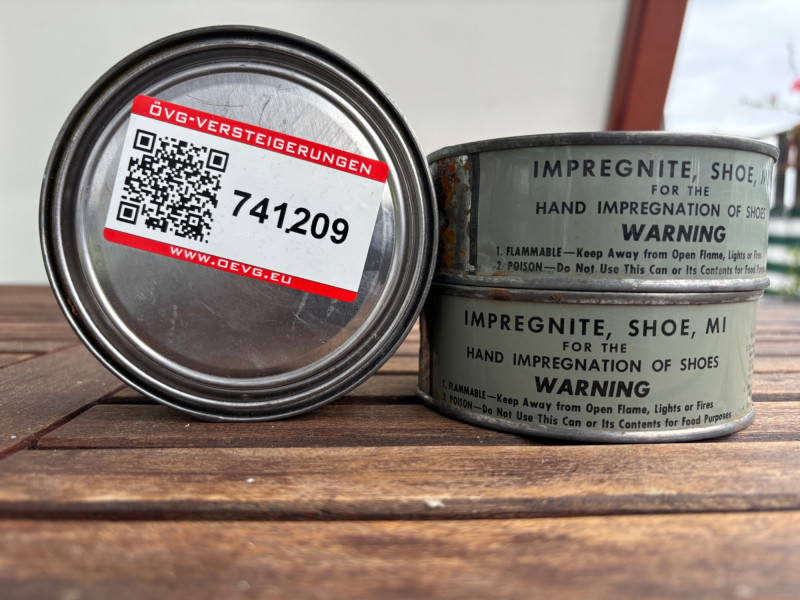 ÖVG-VERSTEIGERUNGEN
741209
WWW.OEVG.EU
IMPREGNITE, SHOE,
FOR THE
HAND IMPREGNATION OF SHOES
WARNING
1. FLAMMABLE—Keep Away from Open Flame, Lights or Fires
2. POISON—Do Not Use This Can or Its Contents for Food
IMPREGNITE, SHOE, MI
FOR THE
HAND IMPREGNATION OF SHOES
WARNING
1. FLAMMABLE—Keep Away from Open Flame, Lights or Fires
2. POISON—Do Not Use This Can or Its Contents for Food Purposes